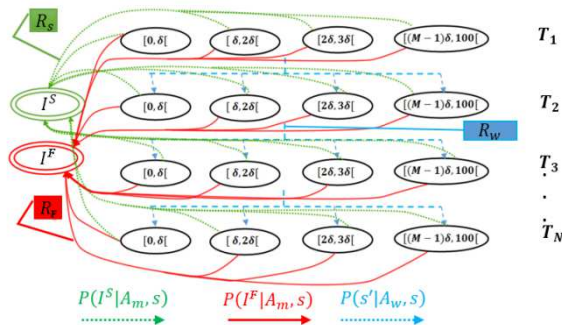 R_s
[0,δ[ [δ,2δ[ [2δ,3δ[ [(M−1)δ,100[ T_1
I^S
[0,δ[ [δ,2δ[ [2δ,3δ[ [(M−1)δ,100[ T_2
R_w
I^F
[0,δ[ [δ,2δ[ [2δ,3δ[ [(M−1)δ,100[ T_3
.
.
.
R_F
[0,δ[ [δ,2δ[ [2δ,3δ[ [(M−1)δ,100[ T_N
P(I^S|A_m,s) P(I^F|A_m,s) P(s'|A_w,s)